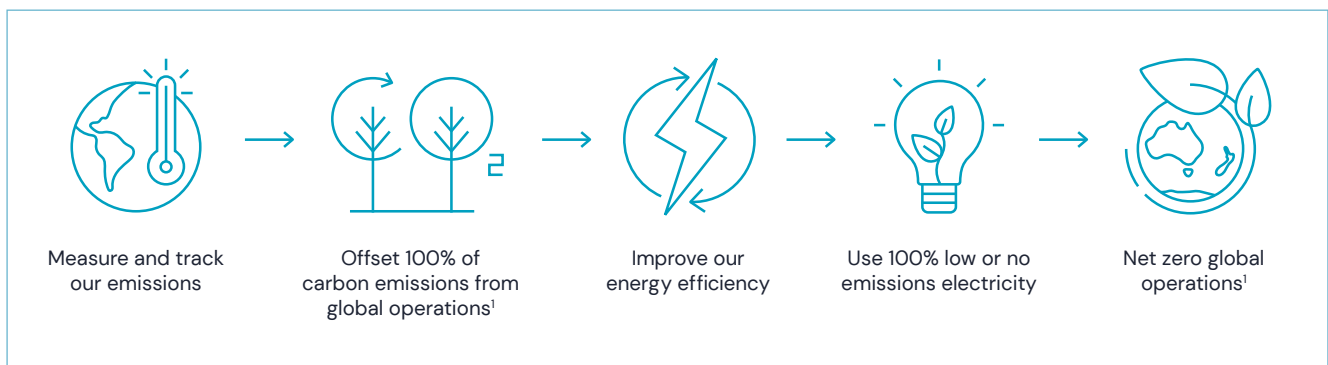 2
Measure and track
our emissions
Offset 100% of
carbon emissions from
global operations¹
Improve our
energy efficiency
Use 100% low or no
emissions electricity
Net zero global
operations¹